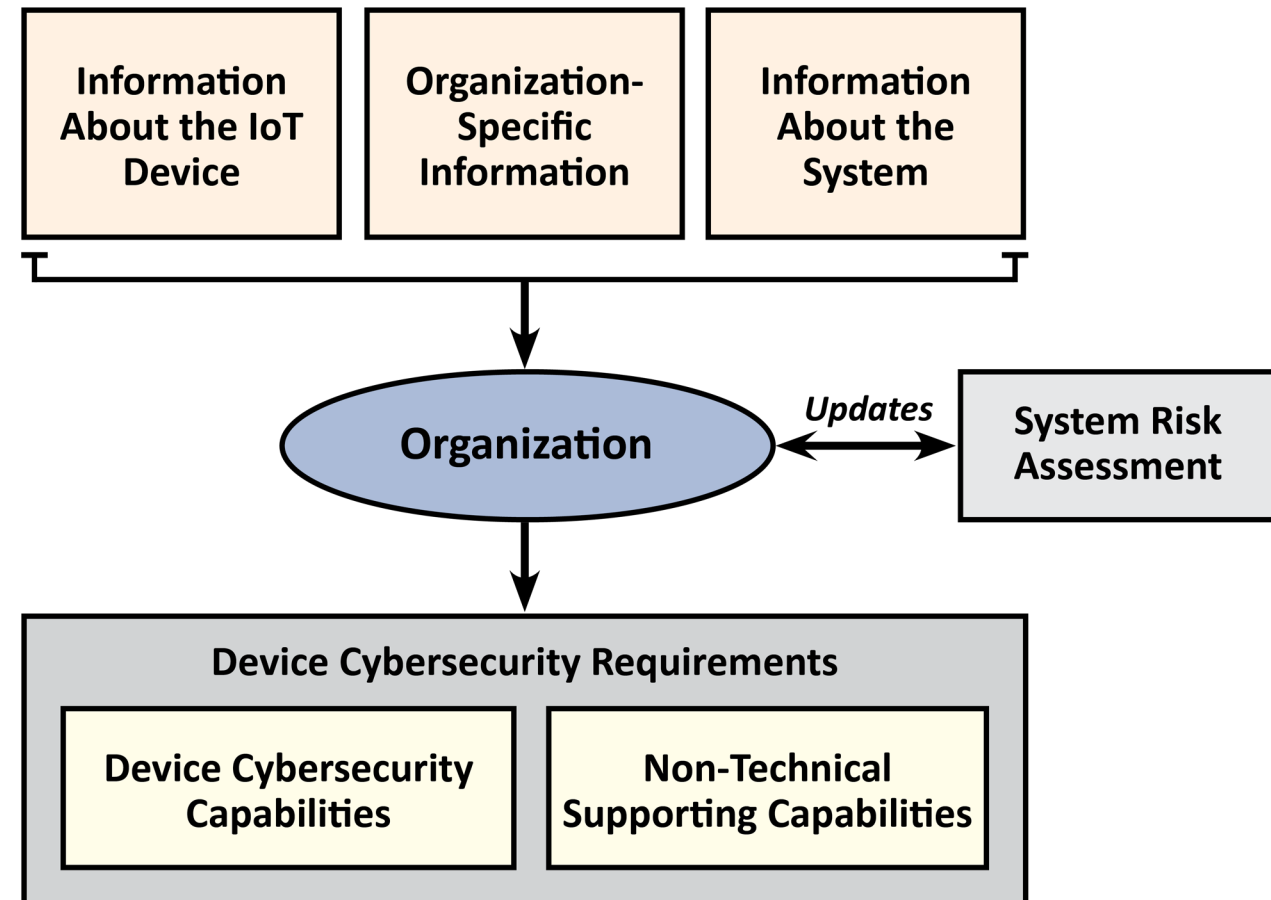 Information
About the IoT
Device
Organization-
Specific
Information
Information
About the
System
Organization
Updates
System Risk
Assessment
Device Cybersecurity Requirements
Device Cybersecurity
Capabilities
Non-Technical
Supporting Capabilities